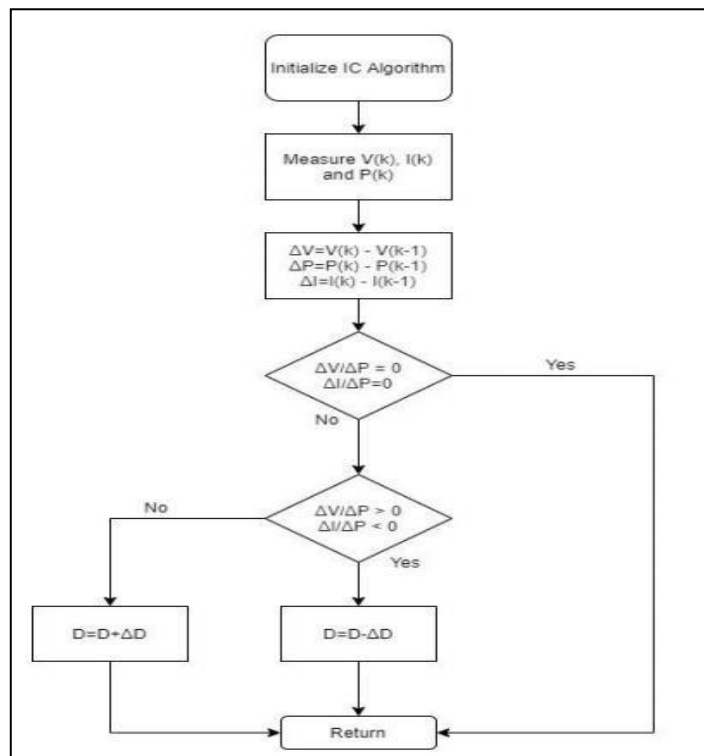 Initialize IC Algorithm
Measure V(k), I(k)
and P(k)
ΔV=V(k) - V(k-1)
ΔP=P(k) - P(k-1)
ΔI=I(k) - I(k-1)
ΔV/ΔP = 0
ΔI/ΔP=0
Yes
No
ΔV/ΔP > 0
ΔI/ΔP < 0
No
Yes
D=D+ΔD
D=D-ΔD
Return